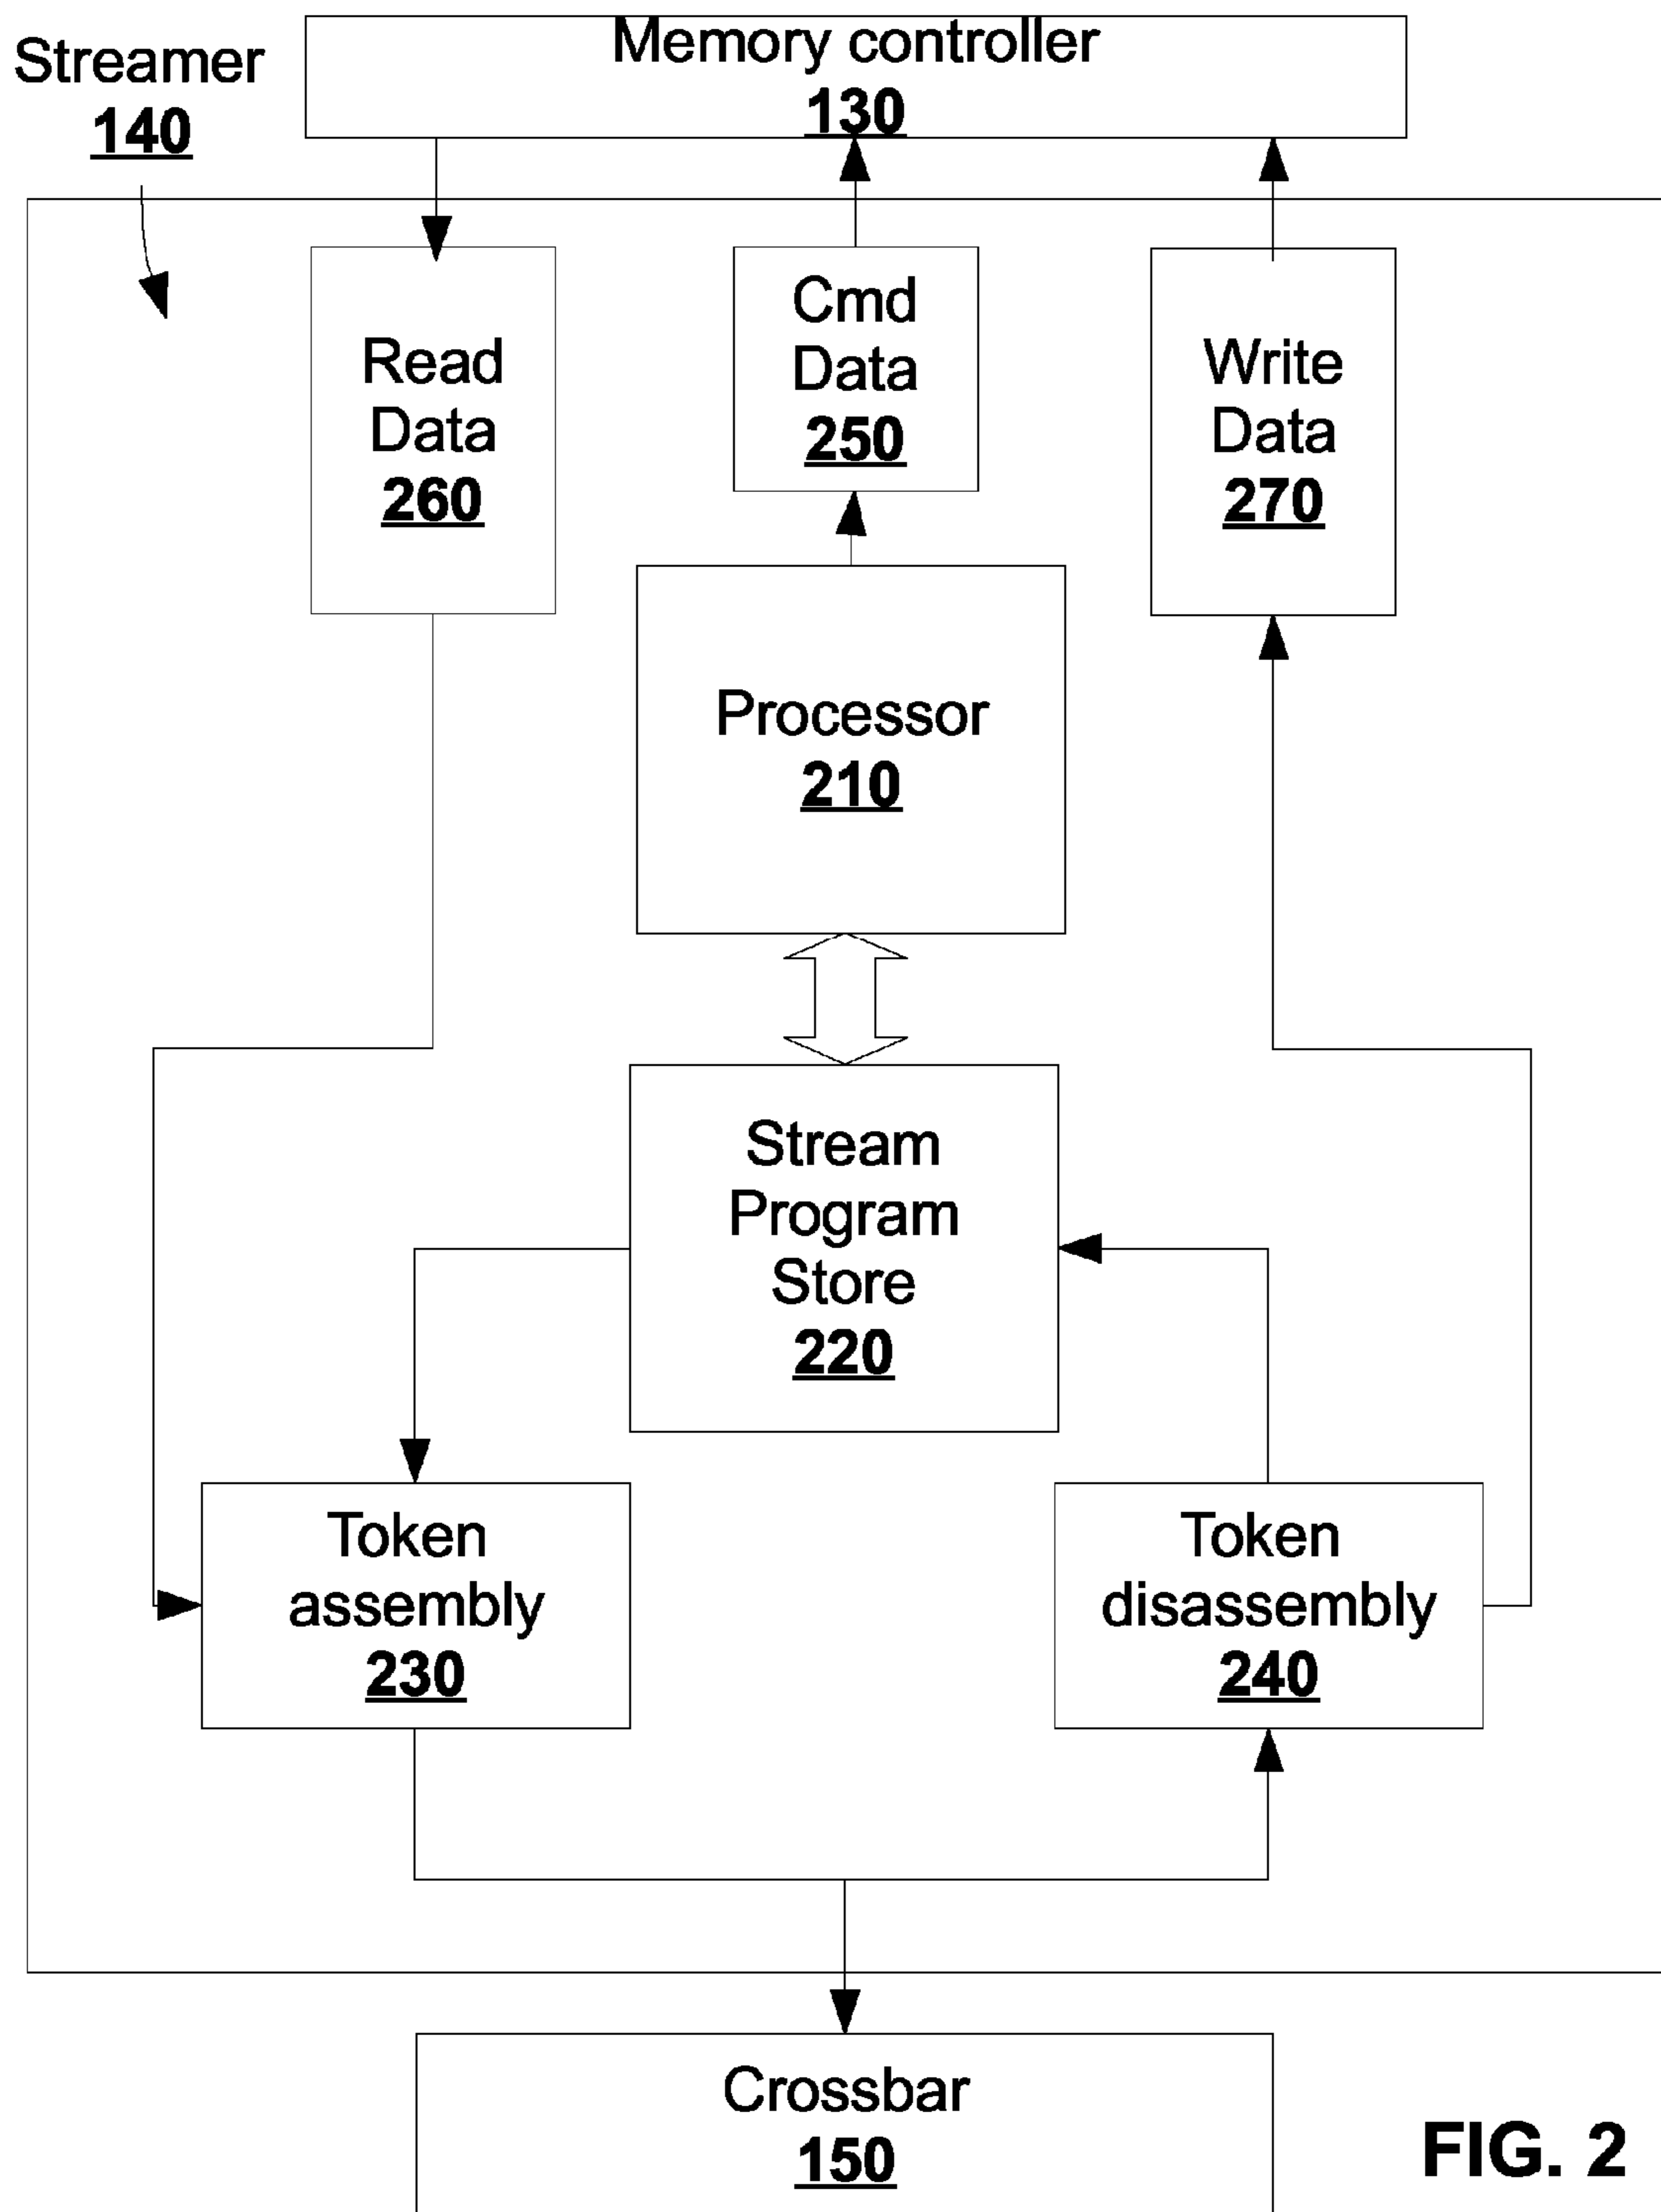 Streamer
140
Memory controller
130
Read
Data
260
Cmd
Data
250
Write
Data
270
Processor
210
Stream
Program
Store
220
Token
assembly
230
Token
disassembly
240
Crossbar
150
FIG. 2